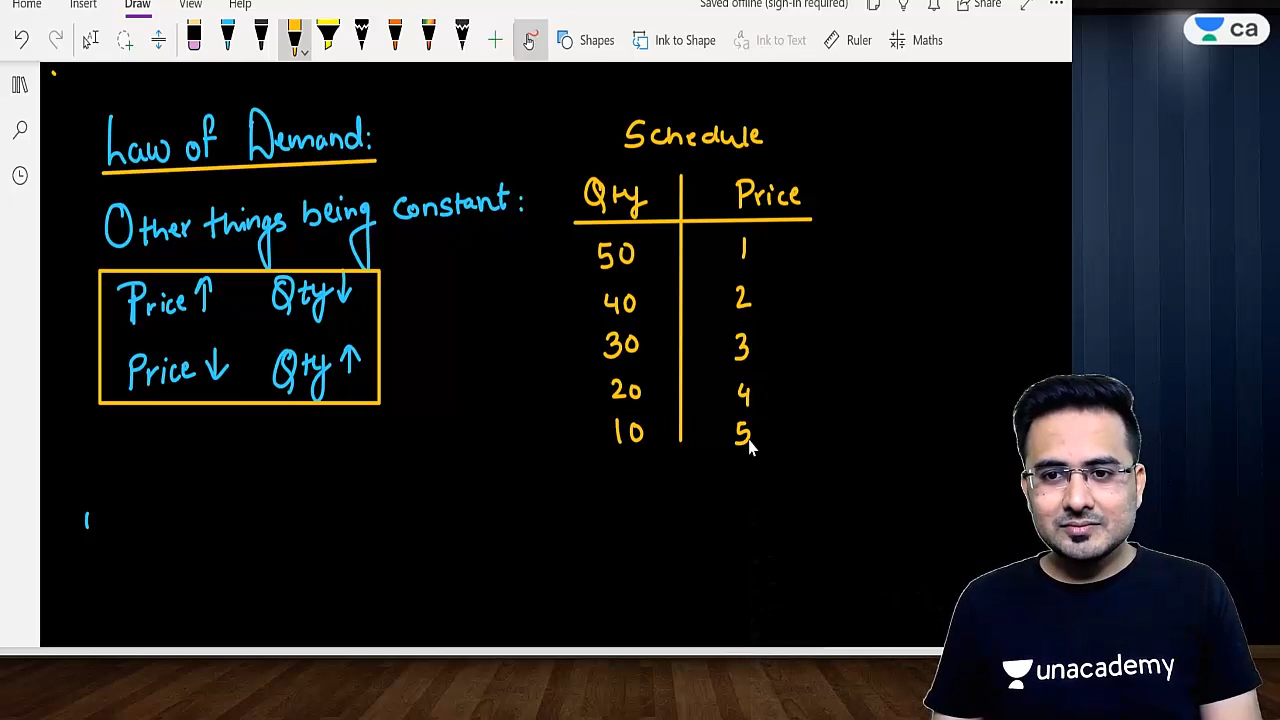 Home Insert Draw View Help
Saved offline (sign-in required) Share
Shapes Ink to Shape Ink to Text Ruler Maths
ca
Law of Demand:
Other things being constant:
Price↑ Qty↓
Price↓ Qty↑
Schedule
Qty Price
50 1
40 2
30 3
20 4
10 5
unacademy